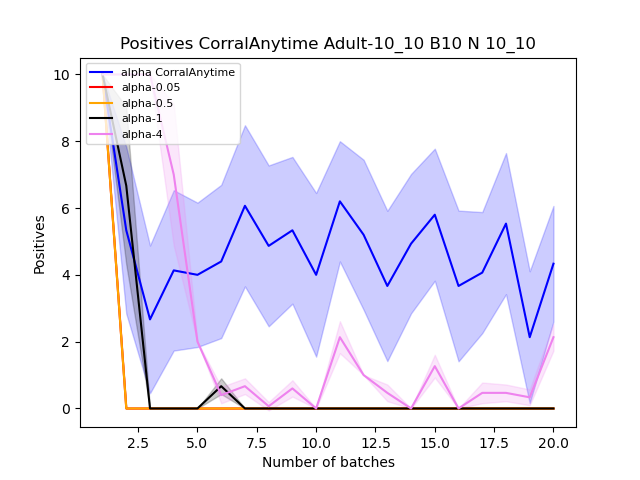 Positives CorralAnytime Adult-10_10 B10 N 10_10
10
8
6
4
2
0
Positives
alpha CorralAnytime
alpha-0.05
alpha-0.5
alpha-1
alpha-4
2.5 5.0 7.5 10.0 12.5 15.0 17.5 20.0
Number of batches